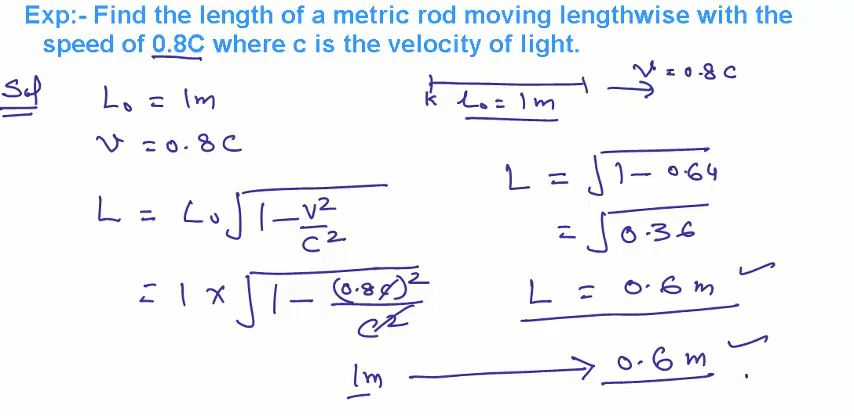 Exp:- Find the length of a metric rod moving lengthwise with the
speed of 0.8C where c is the velocity of light.
Sol
L₀ = 1m
v = 0.8C
L = L₀√(1 - v²/c²)
= 1 × √(1 - (0.8c)²/c²)
L₀ = 1m
v = 0.8C
L = √(1 - 0.64)
= √0.36
L = 0.6 m
1m → 0.6 m